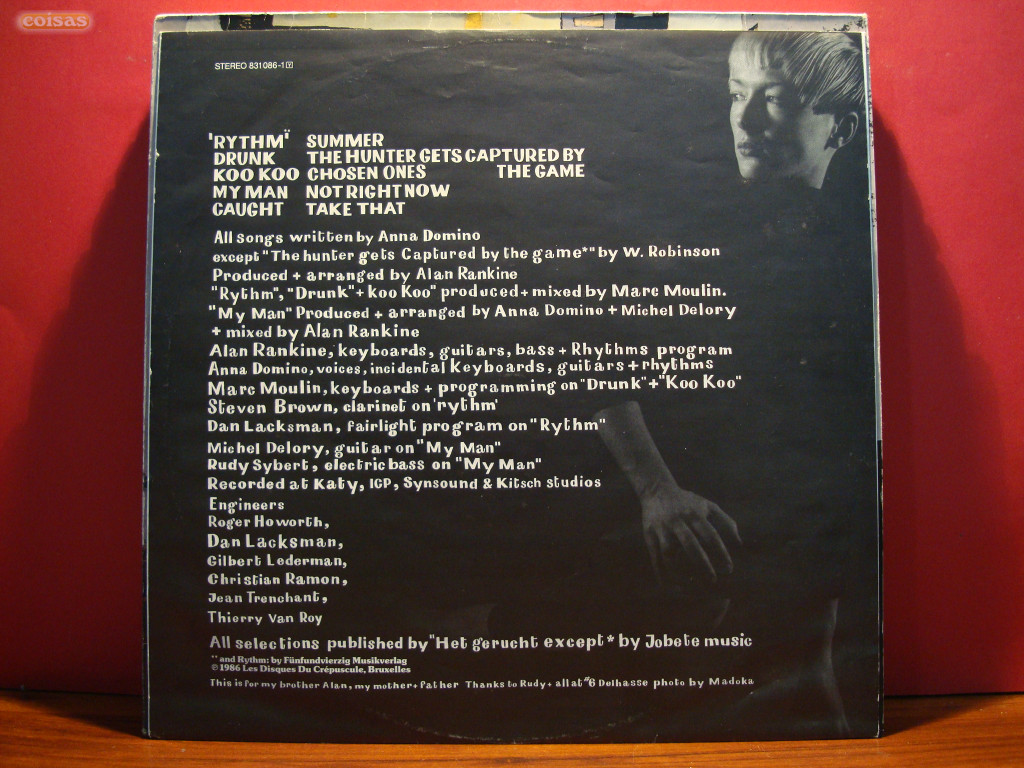 coisas
STEREO 831086-1 Y
'RYTHM'¨ SUMMER
DRUNK THE HUNTER GETS CAPTURED BY
KOO KOO CHOSEN ONES THE GAME
MY MAN NOT RIGHT NOW
CAUGHT TAKE THAT
All songs written by Anna Domino
except "The hunter gets Captured by the game*" by W. Robinson
Produced + arranged by Alan Rankine
"Rythm", "Drunk" + Koo Koo" produced + mixed by Marc Moulin.
"My Man" Produced + arranged by Anna Domino + Michel Delory
+ mixed by Alan Rankine
Alan Rankine, keyboards, guitars, bass + Rhythms program
Anna Domino, voices, incidental Keyboards, guitars + rhythms
Marc Moulin, keyboards + programming on "Drunk" + "Koo Koo"
Steven Brown, clarinet on 'rythm'
Dan Lacksman, fairlight program on "Rythm"
Michel Delory, guitar on "My Man"
Rudy Sybert, electric bass on "My Man"
Recorded at Katy, ICP, Synsound & Kitsch studios
Engineers
Roger Howorth,
Dan Lacksman,
Gilbert Lederman,
Christian Ramon,
Jean Trenchant,
Thierry Van Roy
All selections published by "Het gerucht except * by Jobete music
¨ and Rythm: by Fünfundvierzig Musikverlag
©1986 Les Disques Du Crépuscule, Bruxelles
This is for my brother Alan, my mother + father Thanks to Rudy + all at #6 Delhasse photo by Madoka